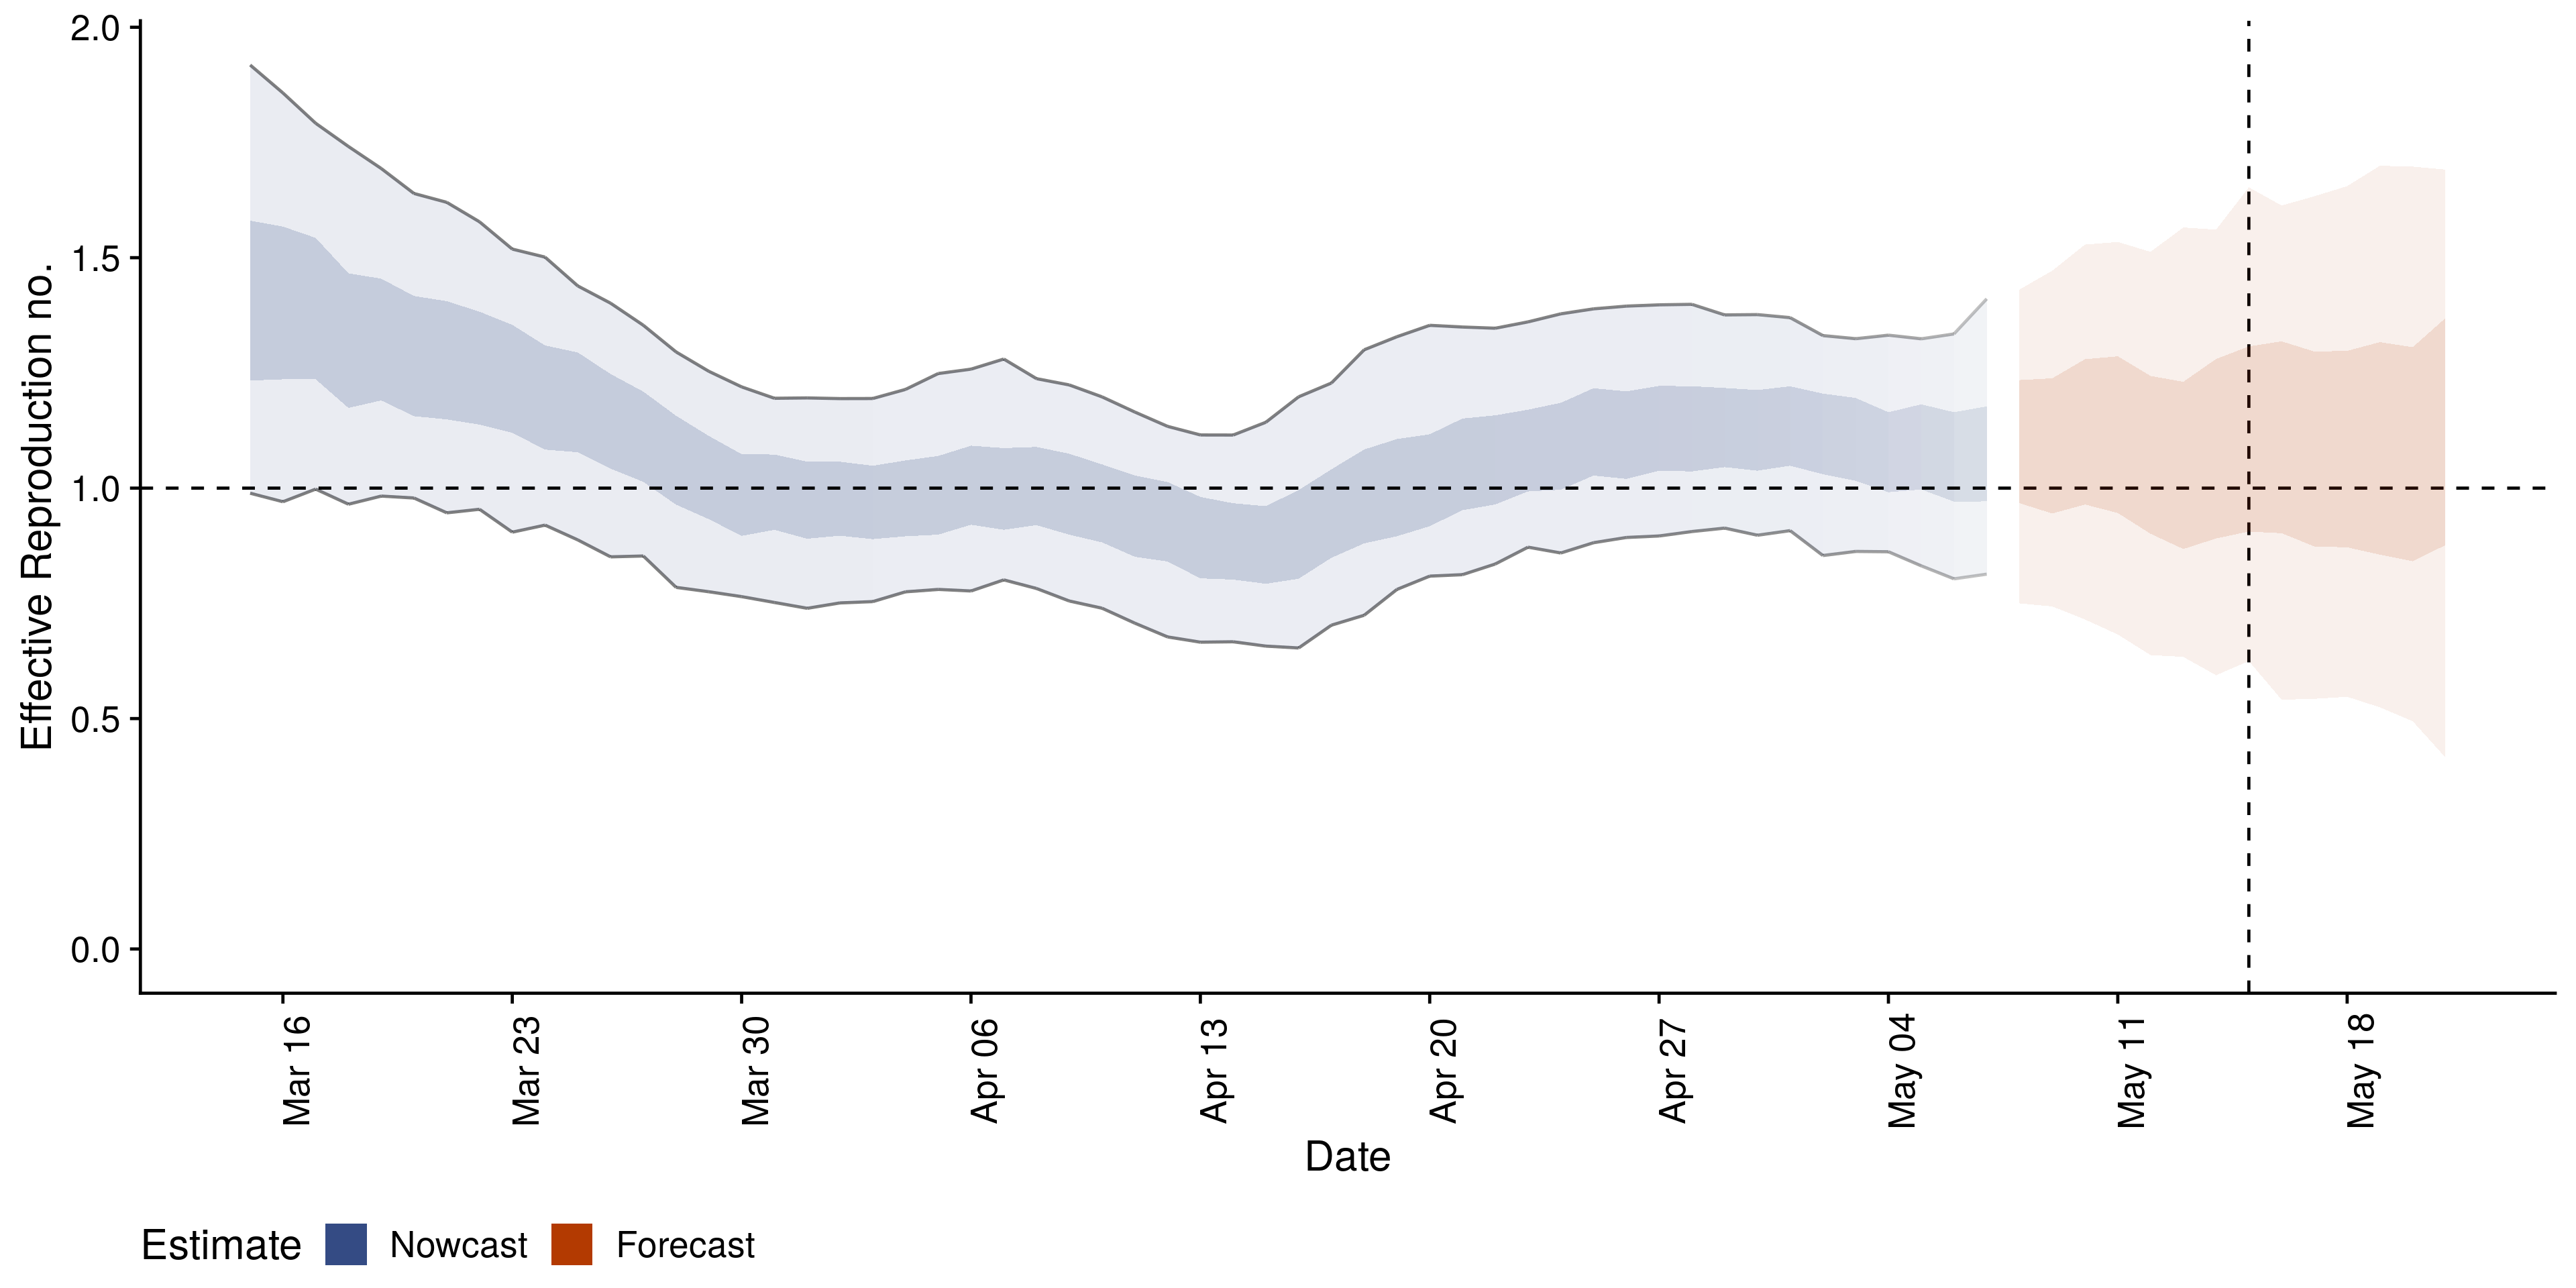 Effective Reproduction no.
2.0
1.5
1.0
0.5
0.0
Mar 16
Mar 23
Mar 30
Apr 06
Apr 13
Apr 20
Apr 27
May 04
May 11
May 18
Date
Estimate Nowcast Forecast